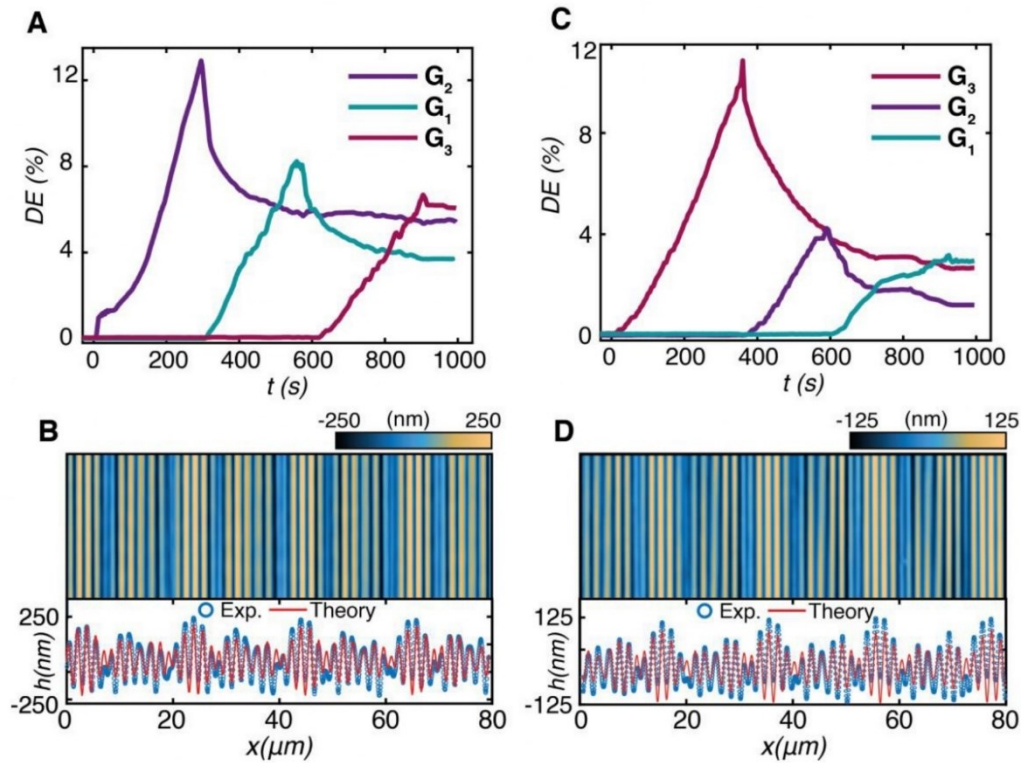 A
12
8
4
0
DE (%)
G₂
G₁
G₃
0 200 400 600 800 1000
t (s)
C
12
8
4
0
DE (%)
G₃
G₂
G₁
0 200 400 600 800 1000
t (s)
B
-250 (nm) 250
Exp. Theory
250
-250
h(nm)
0 20 40 60 80
x(μm)
D
-125 (nm) 125
Exp. Theory
125
-125
h(nm)
0 20 40 60 80
x(μm)